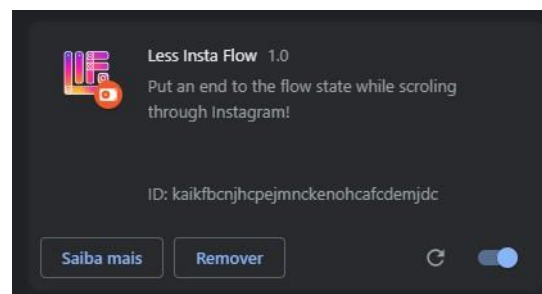 Less Insta Flow 1.0
Put an end to the flow state while scroling
through Instagram!
ID: kaikfbcnjhcpejmnckenohcafcdemjdc
Saiba mais Remover